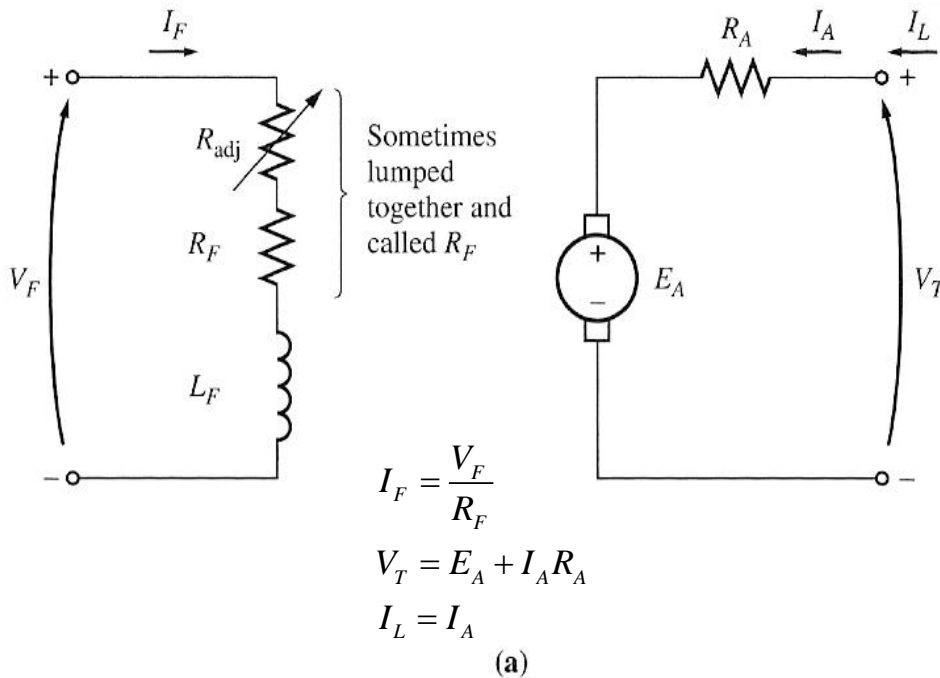 I_F
R_A
I_A
I_L
+
+
R_adj
Sometimes
lumped
together and
called R_F
R_F
V_F
+
−
E_A
V_T
L_F
−
−
I_F = V_F / R_F
V_T = E_A + I_A R_A
I_L = I_A
(a)